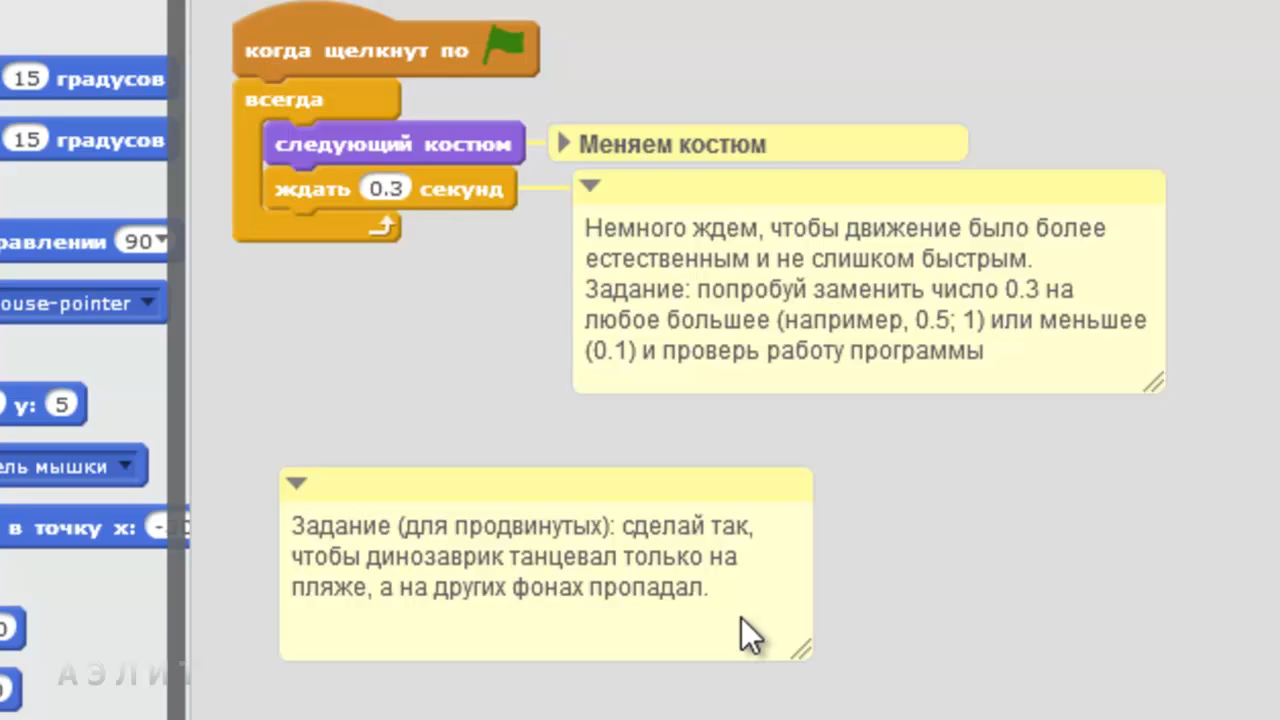 когда щелкнут по
15 градусов
всегда
15 градусов
следующий костюм
Меняем костюм
ждать 0.3 секунд
Немного ждем, чтобы движение было более
естественным и не слишком быстрым.
Задание: попробуй заменить число 0.3 на
любое большее (например, 0.5; 1) или меньшее
(0.1) и проверь работу программы
90
ouse-pointer
y: 5
мышки
в точку x:
Задание (для продвинутых): сделай так,
чтобы динозаврик танцевал только на
пляже, а на других фонах пропадал.
АЭЛИТ